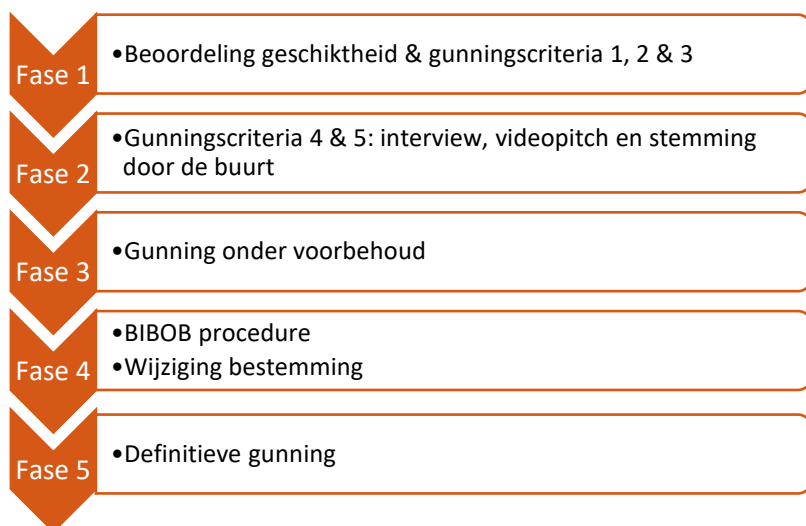 Fase 1
•Beoordeling geschiktheid & gunningscriteria 1, 2 & 3
Fase 2
•Gunningscriteria 4 & 5: interview, videopitch en stemming
door de buurt
Fase 3
•Gunning onder voorbehoud
Fase 4
•BIBOB procedure
•Wijziging bestemming
Fase 5
•Definitieve gunning